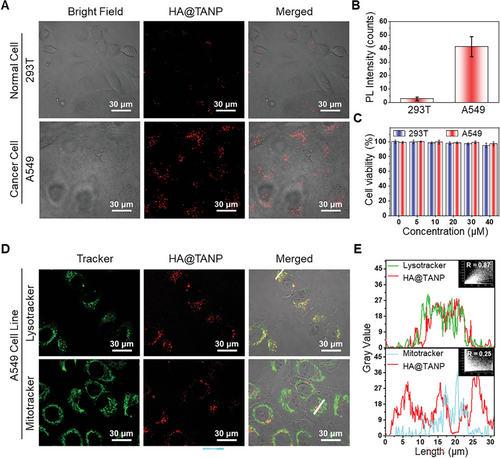 A
Bright Field HA@TANP Merged
Normal Cell
293T
30 µm 30 µm 30 µm
Cancer Cell
A549
30 µm 30 µm 30 µm
B
PL Intensity (counts)
100
80
60
40
20
0
293T A549
C
293T A549
Cell viability (%)
100
80
60
40
20
0
0 5 10 20 30 40
Concentration (µM)
D
Tracker HA@TANP Merged
A549 Cell Line
Lysotracker
30 µm 30 µm 30 µm
Mitotracker
30 µm 30 µm 30 µm
E
Gray Value
Lysotracker
HA@TANP
R = 0.87
45
36
27
18
9
0
Mitotracker
HA@TANP
R = 0.25
45
36
27
18
9
0
0 5 10 15 20 25 30
Length (µm)